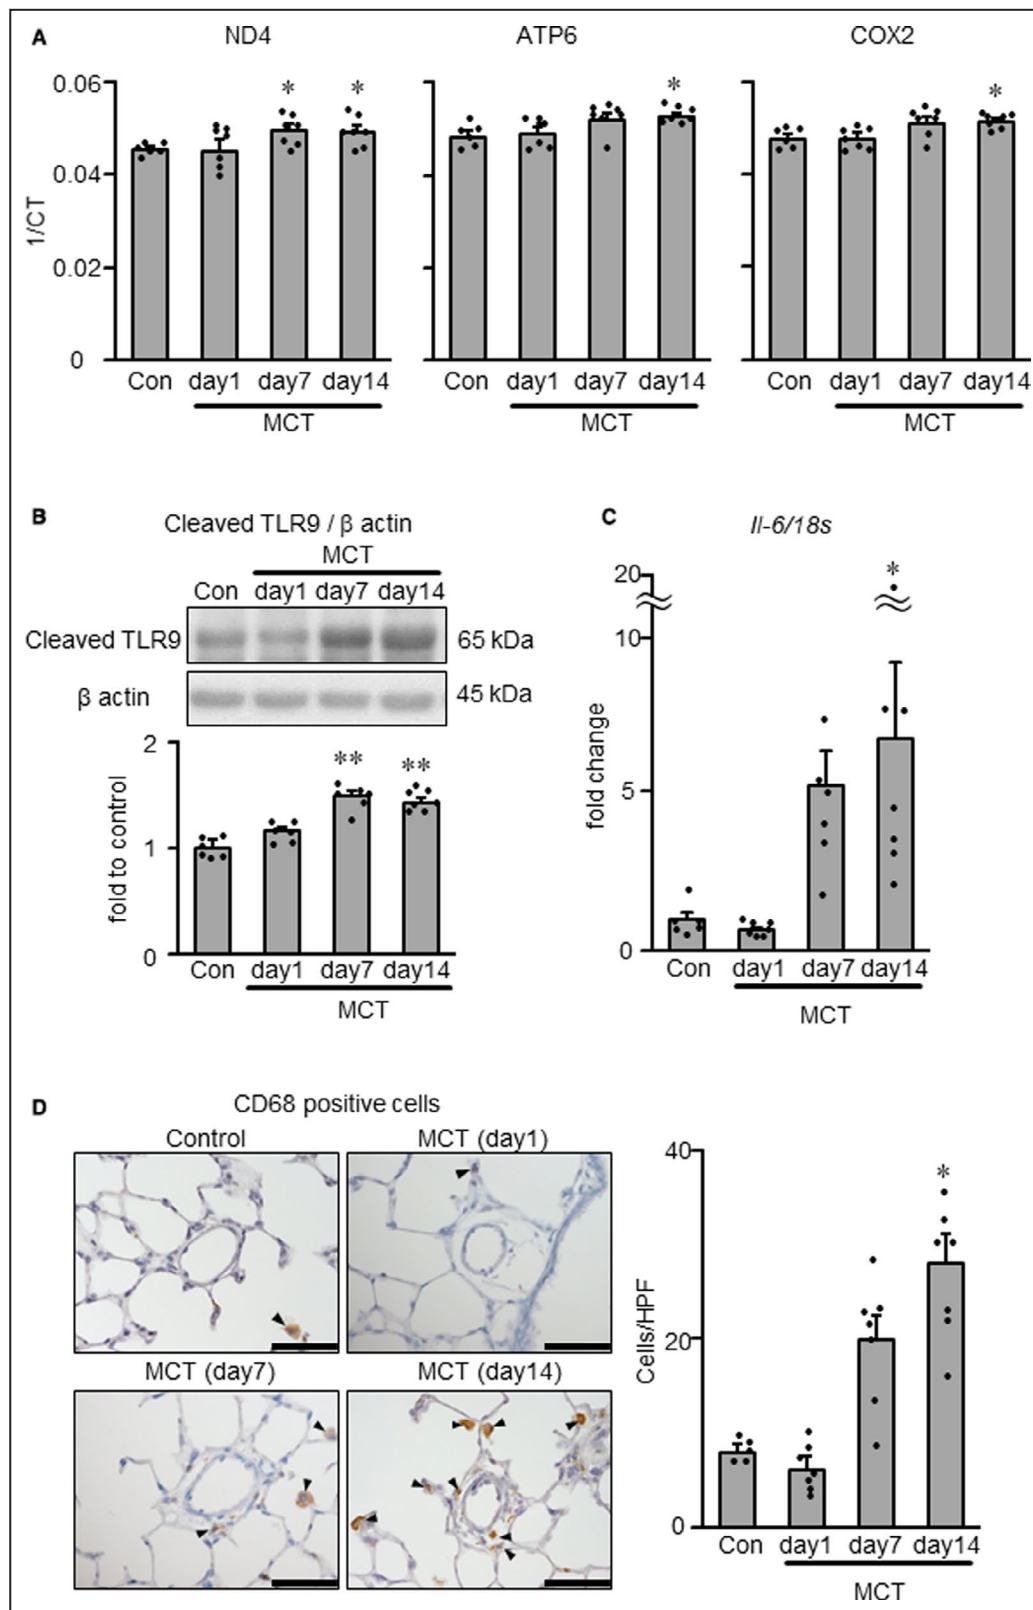 A
ND4 ATP6 COX2
0.06
* * * *
0.04
1/CT
0.02
0
Con day1 day7 day14 Con day1 day7 day14 Con day1 day7 day14
MCT MCT MCT
B
Cleaved TLR9 / β actin
MCT
Con day1 day7 day14
Cleaved TLR9 65 kDa
β actin 45 kDa
2
** **
fold to control
1
0
Con day1 day7 day14
MCT
C
Il-6/18s
20
*
10
fold change
5
0
Con day1 day7 day14
MCT
D
CD68 positive cells
Control MCT (day1)
MCT (day7) MCT (day14)
40
*
Cells/HPF
20
0
Con day1 day7 day14
MCT